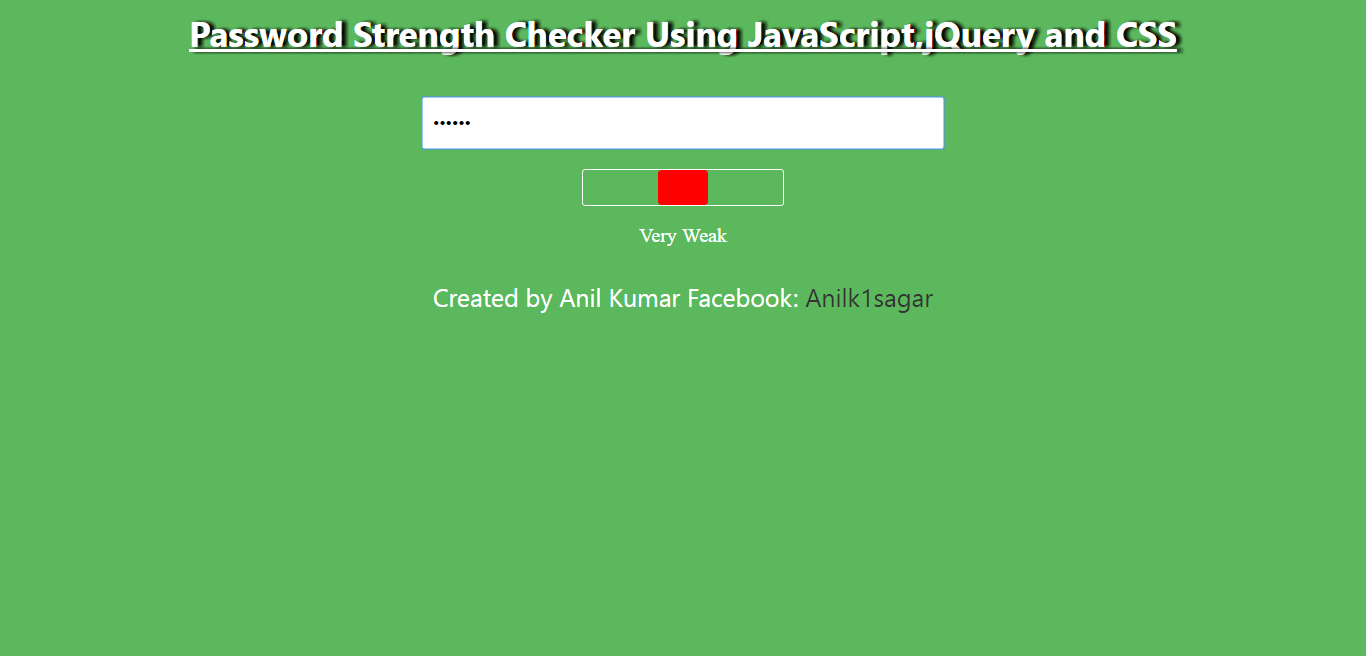 Password Strength Checker Using JavaScript,jQuery and CSS
••••••
Very Weak
Created by Anil Kumar Facebook: Anilk1sagar